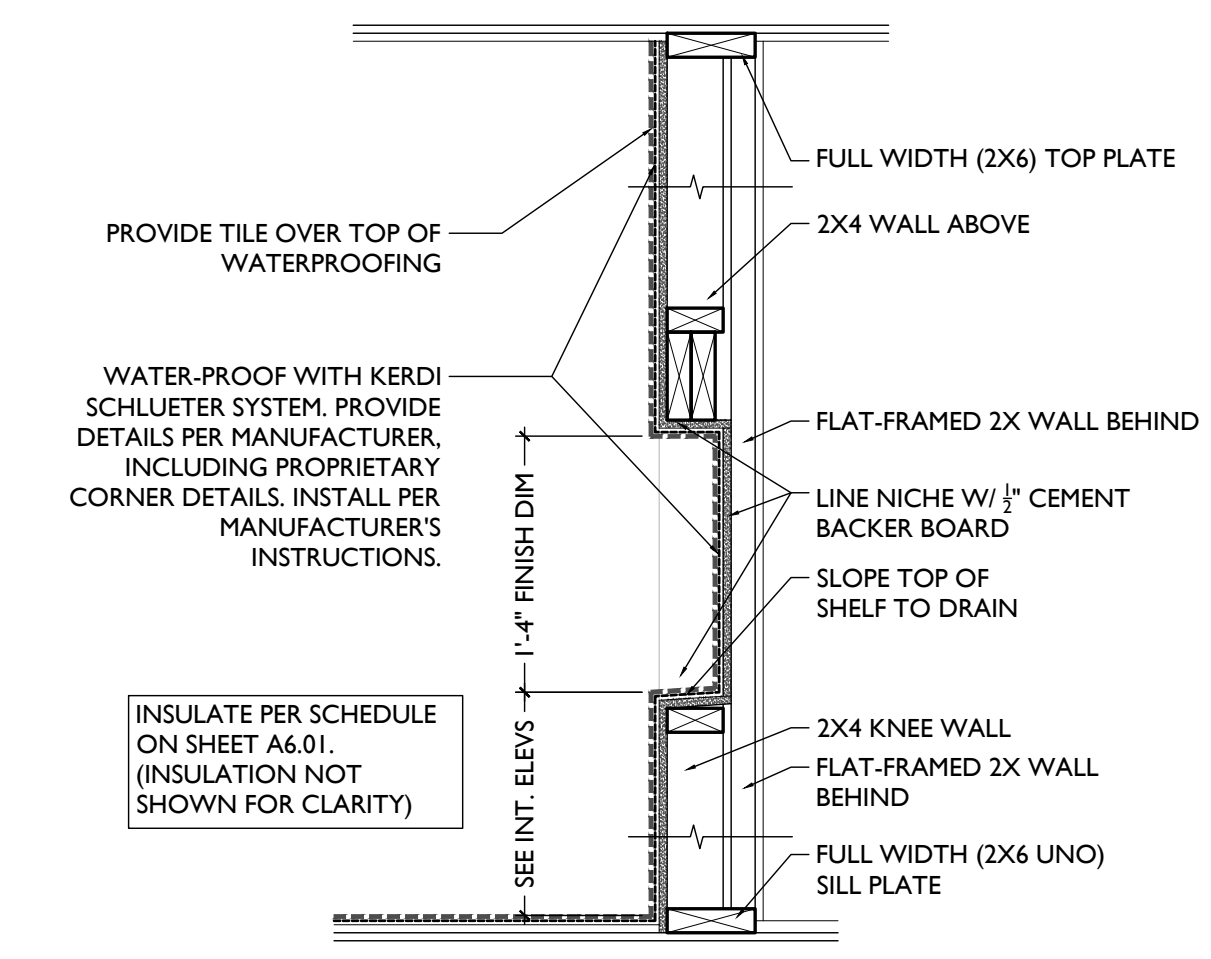 FULL WIDTH (2X6) TOP PLATE
2X4 WALL ABOVE
PROVIDE TILE OVER TOP OF
WATERPROOFING
WATER-PROOF WITH KERDI
SCHLUETER SYSTEM. PROVIDE
DETAILS PER MANUFACTURER,
INCLUDING PROPRIETARY
CORNER DETAILS. INSTALL PER
MANUFACTURER'S
INSTRUCTIONS.
FLAT-FRAMED 2X WALL BEHIND
LINE NICHE W/ ½" CEMENT
BACKER BOARD
SLOPE TOP OF
SHELF TO DRAIN
1'-4" FINISH DIM
SEE INT. ELEVS
INSULATE PER SCHEDULE
ON SHEET A6.01.
(INSULATION NOT
SHOWN FOR CLARITY)
2X4 KNEE WALL
FLAT-FRAMED 2X WALL
BEHIND
FULL WIDTH (2X6 UNO)
SILL PLATE